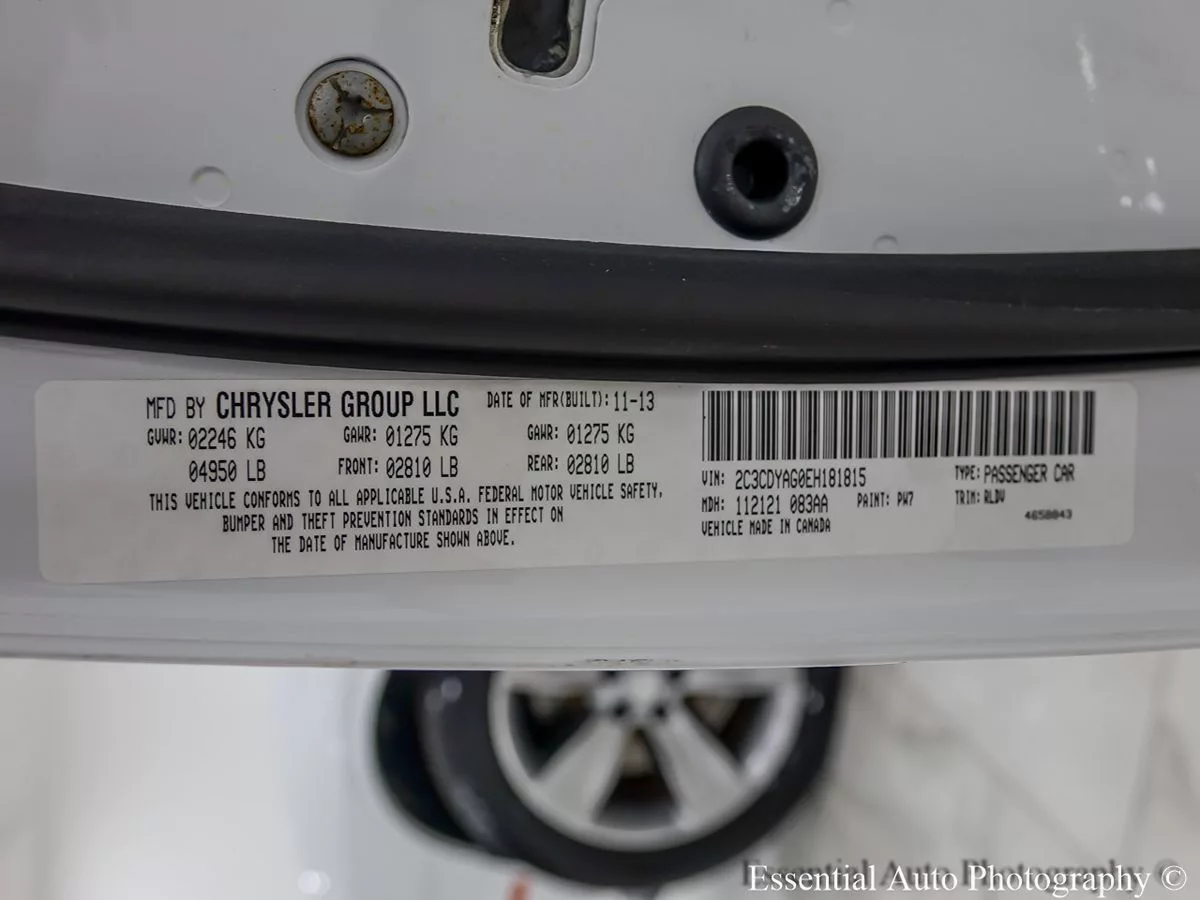 MFD BY CHRYSLER GROUP LLC DATE OF MFR(BUILT): 11-13
GVWR: 02246 KG GAWR: 01275 KG GAWR: 01275 KG
04950 LB FRONT: 02810 LB REAR: 02810 LB
THIS VEHICLE CONFORMS TO ALL APPLICABLE U.S.A. FEDERAL MOTOR VEHICLE SAFETY,
BUMPER AND THEFT PREVENTION STANDARDS IN EFFECT ON
THE DATE OF MANUFACTURE SHOWN ABOVE.
VIN: 2C3CDYAG0EH181815 TYPE: PASSENGER CAR
MDH: 112121 083AA PAINT: PW7 TRIM: RLDV
VEHICLE MADE IN CANADA 4658043
Essential Auto Photography ©